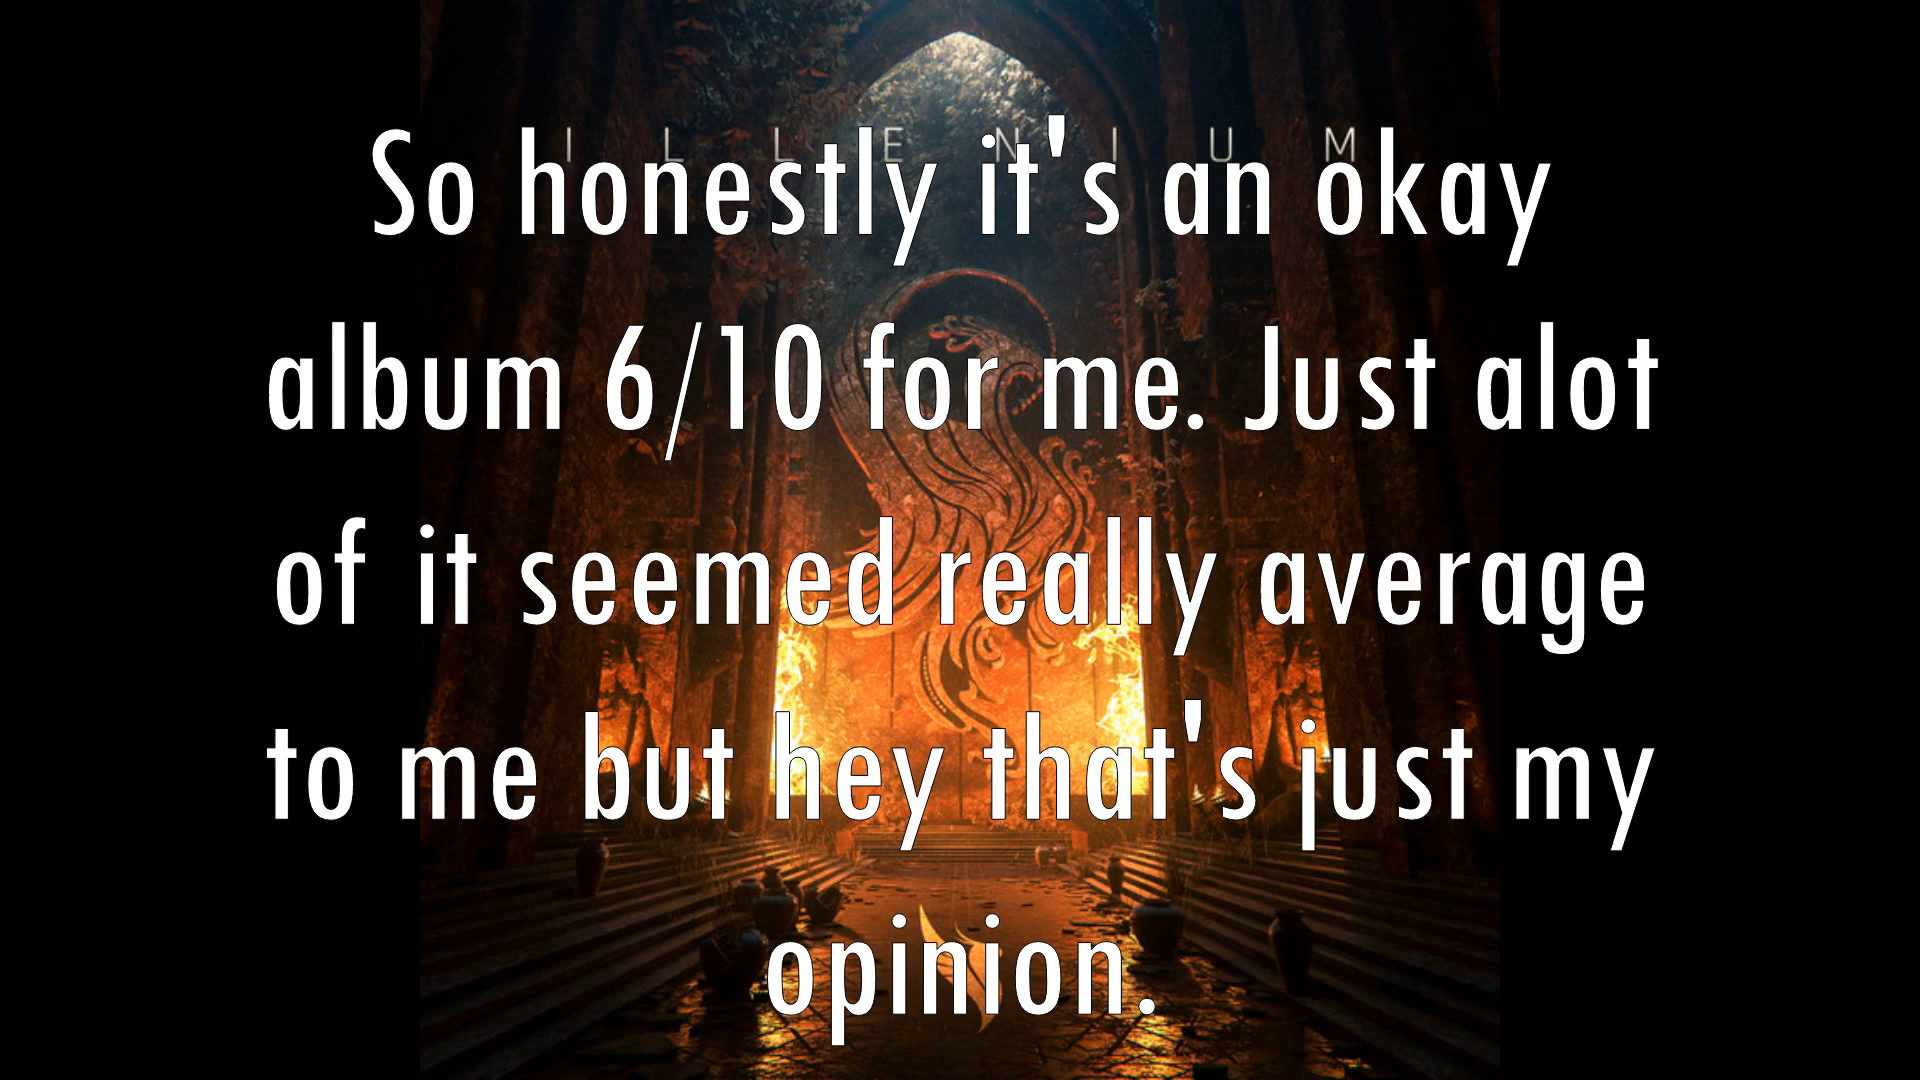 ILLENIUM
So honestly it's an okay
album 6/10 for me. Just alot
of it seemed really average
to me but hey that's just my
opinion.